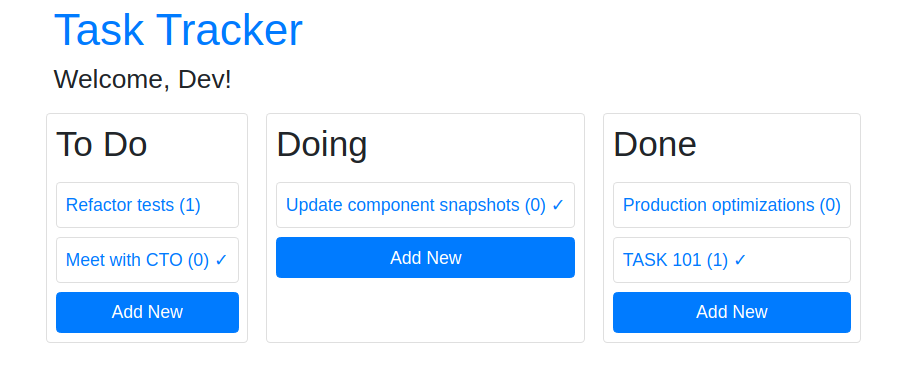 Task Tracker
Welcome, Dev!
To Do
Refactor tests (1)
Meet with CTO (0) ✓
Add New
Doing
Update component snapshots (0) ✓
Add New
Done
Production optimizations (0)
TASK 101 (1) ✓
Add New